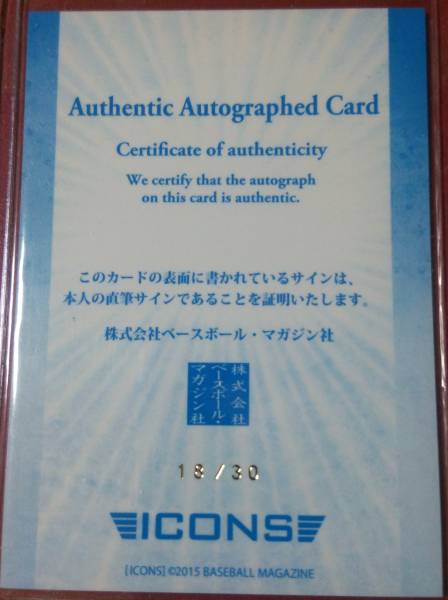 Authentic Autographed Card
Certificate of authenticity
We certify that the autograph
on this card is authentic.
このカードの表面に書かれているサインは、
本人の直筆サインであることを証明いたします。
株式会社ベースボール・マガジン社
株式会社
ベースボール・
マガジン社
18/30
ICONS
[ICONS] ©2015 BASEBALL MAGAZINE